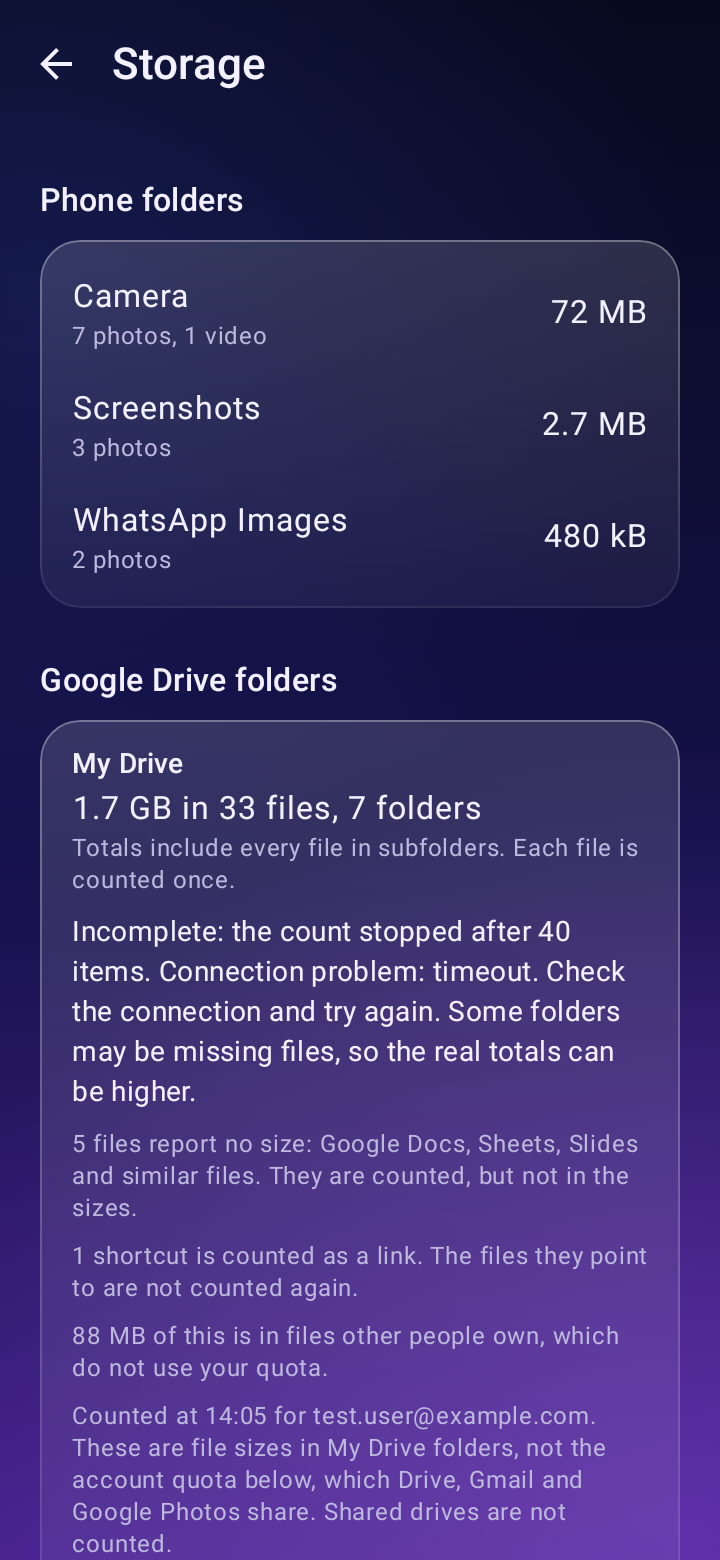 Storage
Phone folders
Camera
7 photos, 1 video
72 MB
Screenshots
3 photos
2.7 MB
WhatsApp Images
2 photos
480 kB
Google Drive folders
My Drive
1.7 GB in 33 files, 7 folders
Totals include every file in subfolders. Each file is
counted once.
Incomplete: the count stopped after 40
items. Connection problem: timeout. Check
the connection and try again. Some folders
may be missing files, so the real totals can
be higher.
5 files report no size: Google Docs, Sheets, Slides
and similar files. They are counted, but not in the
sizes.
1 shortcut is counted as a link. The files they point
to are not counted again.
88 MB of this is in files other people own, which
do not use your quota.
Counted at 14:05 for test.user@example.com.
These are file sizes in My Drive folders, not the
account quota below, which Drive, Gmail and
Google Photos share. Shared drives are not
counted.